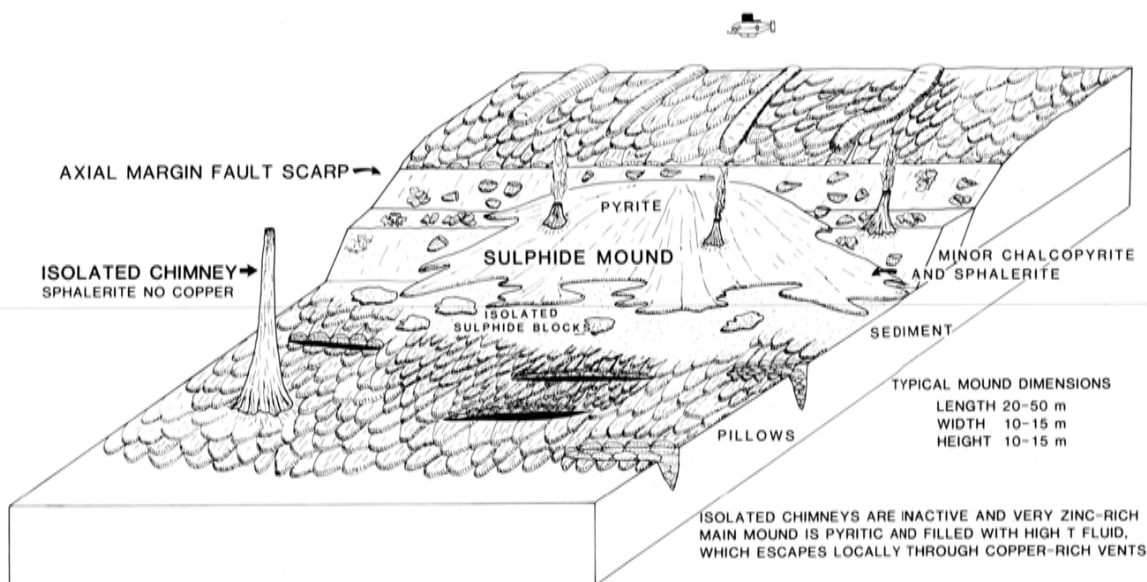 AXIAL MARGIN FAULT SCARP
PYRITE
ISOLATED CHIMNEY
SPHALERITE NO COPPER
SULPHIDE MOUND
MINOR CHALCOPYRITE
AND SPHALERITE
ISOLATED
SULPHIDE BLOCKS
SEDIMENT
PILLOWS
TYPICAL MOUND DIMENSIONS
LENGTH 20-50 m
WIDTH 10-15 m
HEIGHT 10-15 m
ISOLATED CHIMNEYS ARE INACTIVE AND VERY ZINC-RICH
MAIN MOUND IS PYRITIC AND FILLED WITH HIGH T FLUID,
WHICH ESCAPES LOCALLY THROUGH COPPER-RICH VENTS